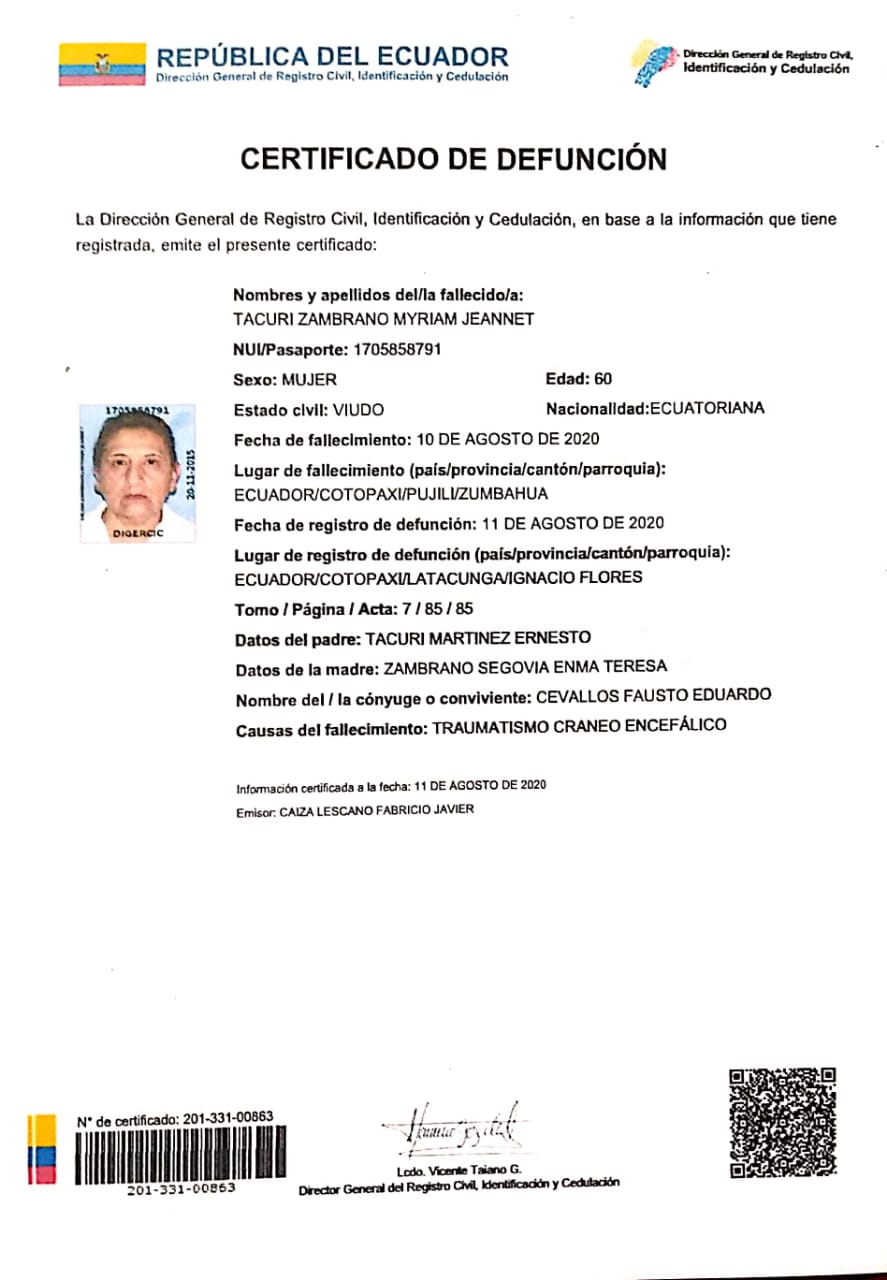 REPÚBLICA DEL ECUADOR
Dirección General de Registro Civil, Identificación y Cedulación
Dirección General de Registro Civil,
Identificación y Cedulación
CERTIFICADO DE DEFUNCIÓN
La Dirección General de Registro Civil, Identificación y Cedulación, en base a la información que tiene
registrada, emite el presente certificado:
Nombres y apellidos del/la fallecido/a:
TACURI ZAMBRANO MYRIAM JEANNET
NUI/Pasaporte: 1705858791
Sexo: MUJER Edad: 60
Estado civil: VIUDO Nacionalidad:ECUATORIANA
Fecha de fallecimiento: 10 DE AGOSTO DE 2020
Lugar de fallecimiento (país/provincia/cantón/parroquia):
ECUADOR/COTOPAXI/PUJILI/ZUMBAHUA
Fecha de registro de defunción: 11 DE AGOSTO DE 2020
Lugar de registro de defunción (país/provincia/cantón/parroquia):
ECUADOR/COTOPAXI/LATACUNGA/IGNACIO FLORES
Tomo / Página / Acta: 7 / 85 / 85
Datos del padre: TACURI MARTINEZ ERNESTO
Datos de la madre: ZAMBRANO SEGOVIA ENMA TERESA
Nombre del / la cónyuge o conviviente: CEVALLOS FAUSTO EDUARDO
Causas del fallecimiento: TRAUMATISMO CRANEO ENCEFÁLICO
1705858791
20-11-2015
DIGERCIC
Información certificada a la fecha: 11 DE AGOSTO DE 2020
Emisor: CAIZA LESCANO FABRICIO JAVIER
N° de certificado: 201-331-00863
201-331-00863
Lcdo. Vicente Taiano G.
Director General del Registro Civil, Identificación y Cedulación